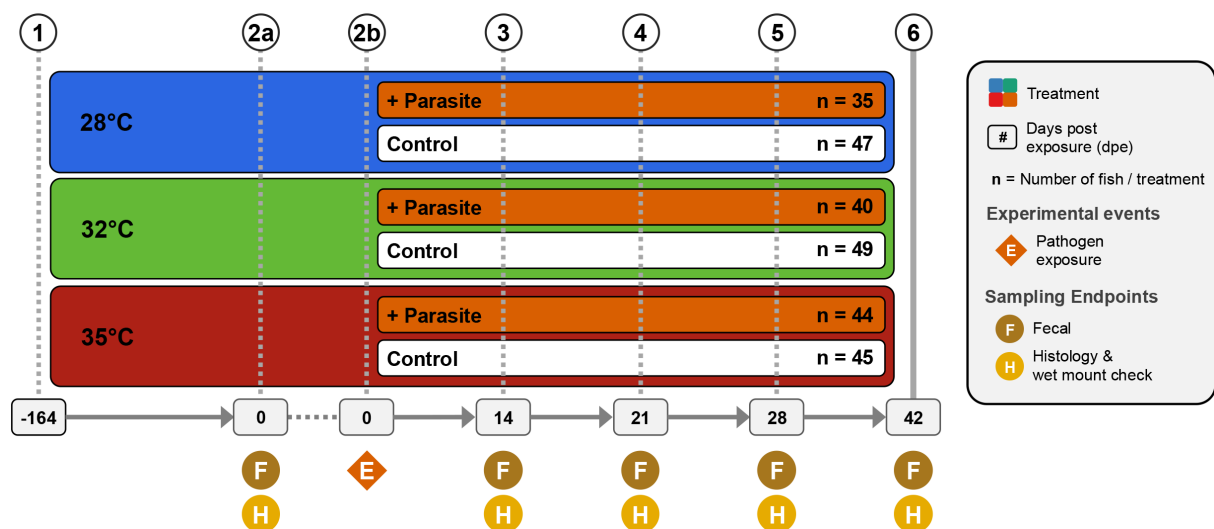 1 2a 2b 3 4 5 6
28°C
+ Parasite n = 35
Control n = 47
32°C
+ Parasite n = 40
Control n = 49
35°C
+ Parasite n = 44
Control n = 45
-164 0 0 14 21 28 42
F E F F F F
H H H H H
Treatment
# Days post
exposure (dpe)
n = Number of fish / treatment
Experimental events
E Pathogen
exposure
Sampling Endpoints
F Fecal
H Histology &
wet mount check